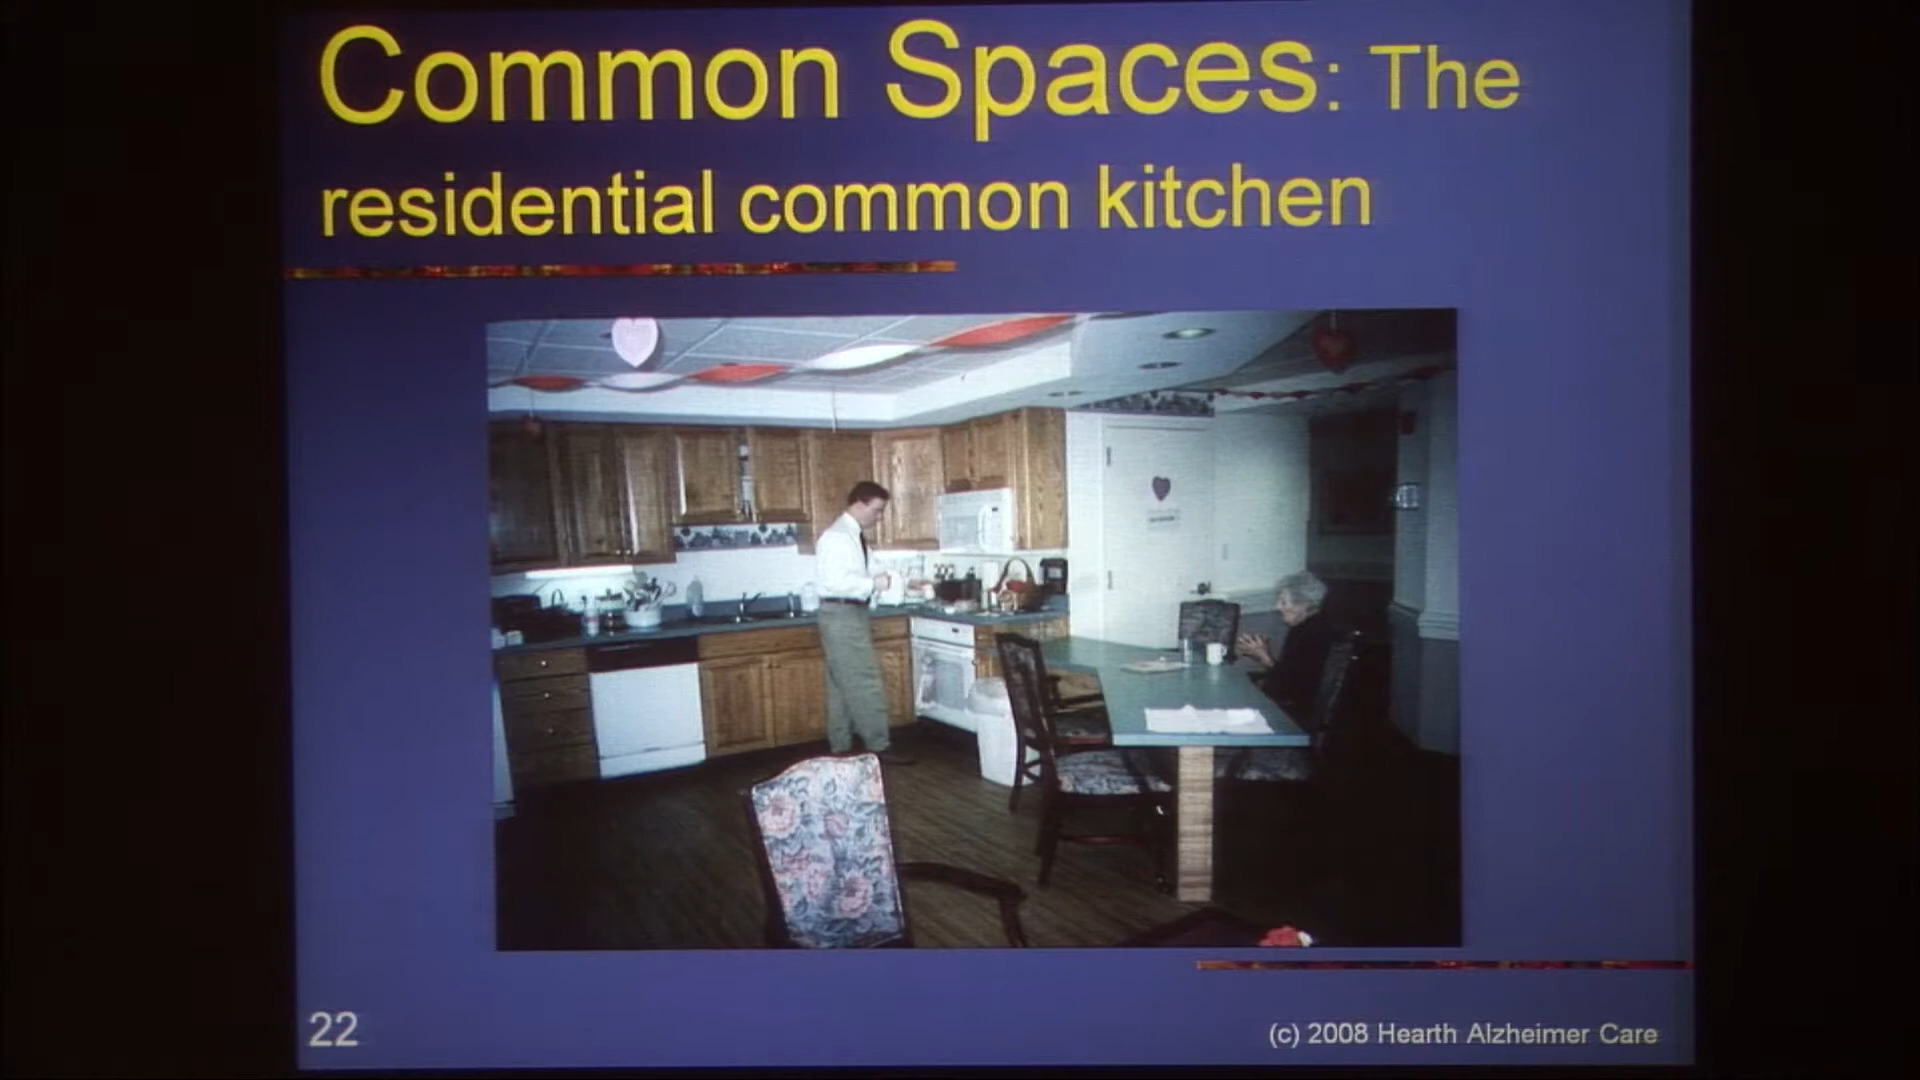 Common Spaces: The
residential common kitchen
22
(c) 2008 Hearth Alzheimer Care